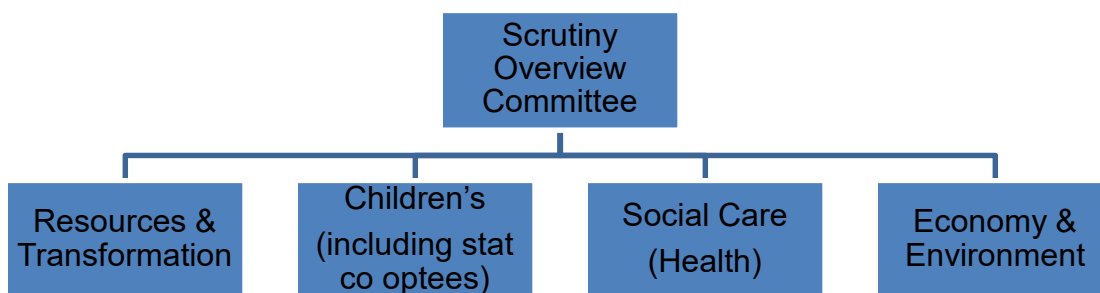 Scrutiny
Overview
Committee
Resources &
Transformation
Children’s
(including stat
co optees)
Social Care
(Health)
Economy &
Environment